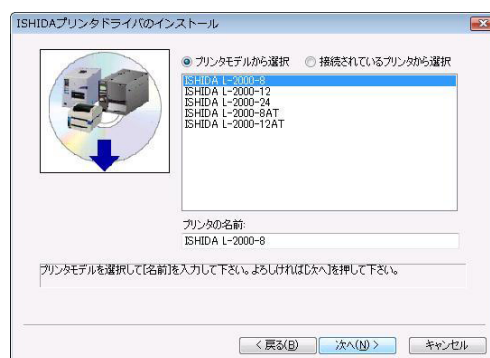 ISHIDAプリンタドライバのインストール
プリンタモデルから選択 接続されているプリンタから選択
ISHIDA L-2000-8
ISHIDA L-2000-12
ISHIDA L-2000-24
ISHIDA L-2000-8AT
ISHIDA L-2000-12AT
プリンタの名前:
ISHIDA L-2000-8
プリンタモデルを選択して[名前]を入力して下さい。よろしければ[次へ]を押して下さい。
< 戻る(B) 次へ(N) > キャンセル